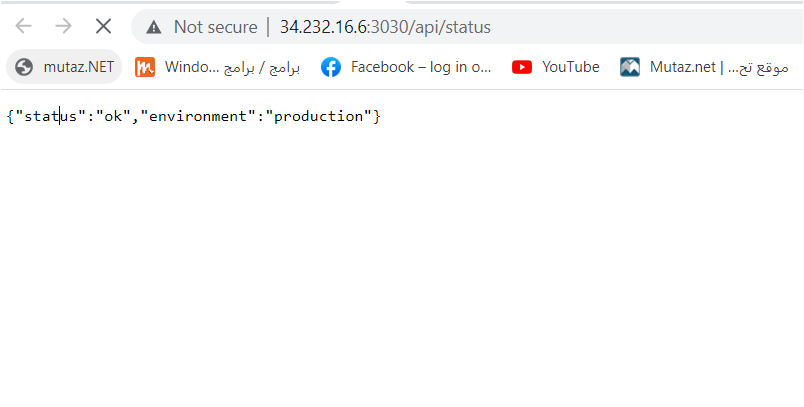 Not secure | 34.232.16.6:3030/api/status
mutaz.NET Windo... برامج / برامج Facebook – log in o... YouTube Mutaz.net | موقع تح...
{"status":"ok","environment":"production"}